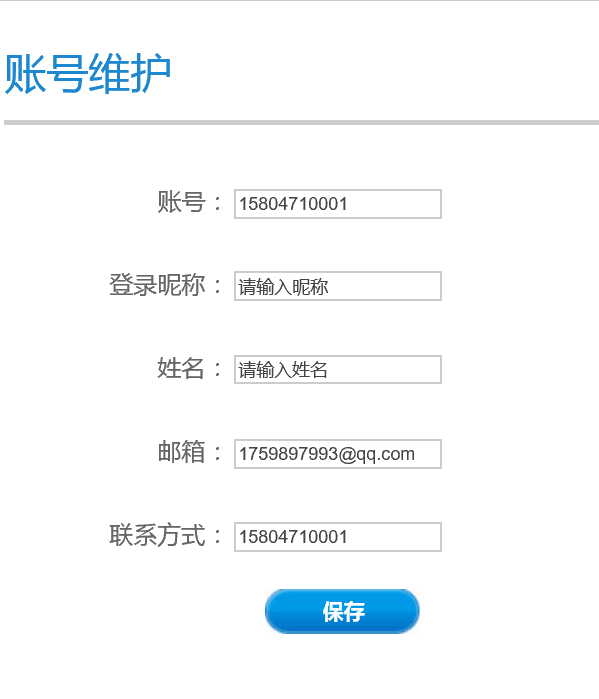 账号维护
账号： 15804710001
登录昵称： 请输入昵称
姓名： 请输入姓名
邮箱： 1759897993@qq.com
联系方式： 15804710001
保存